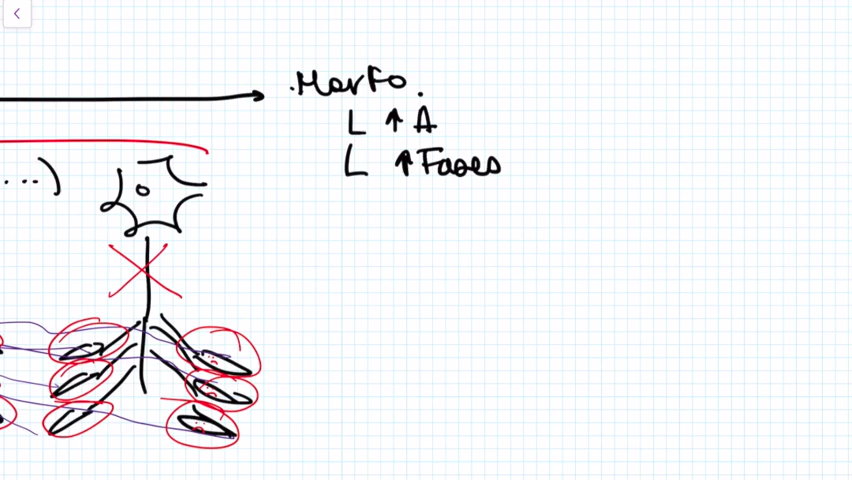 .Morfo.
L ↑ A
L ↑ Fases
...)